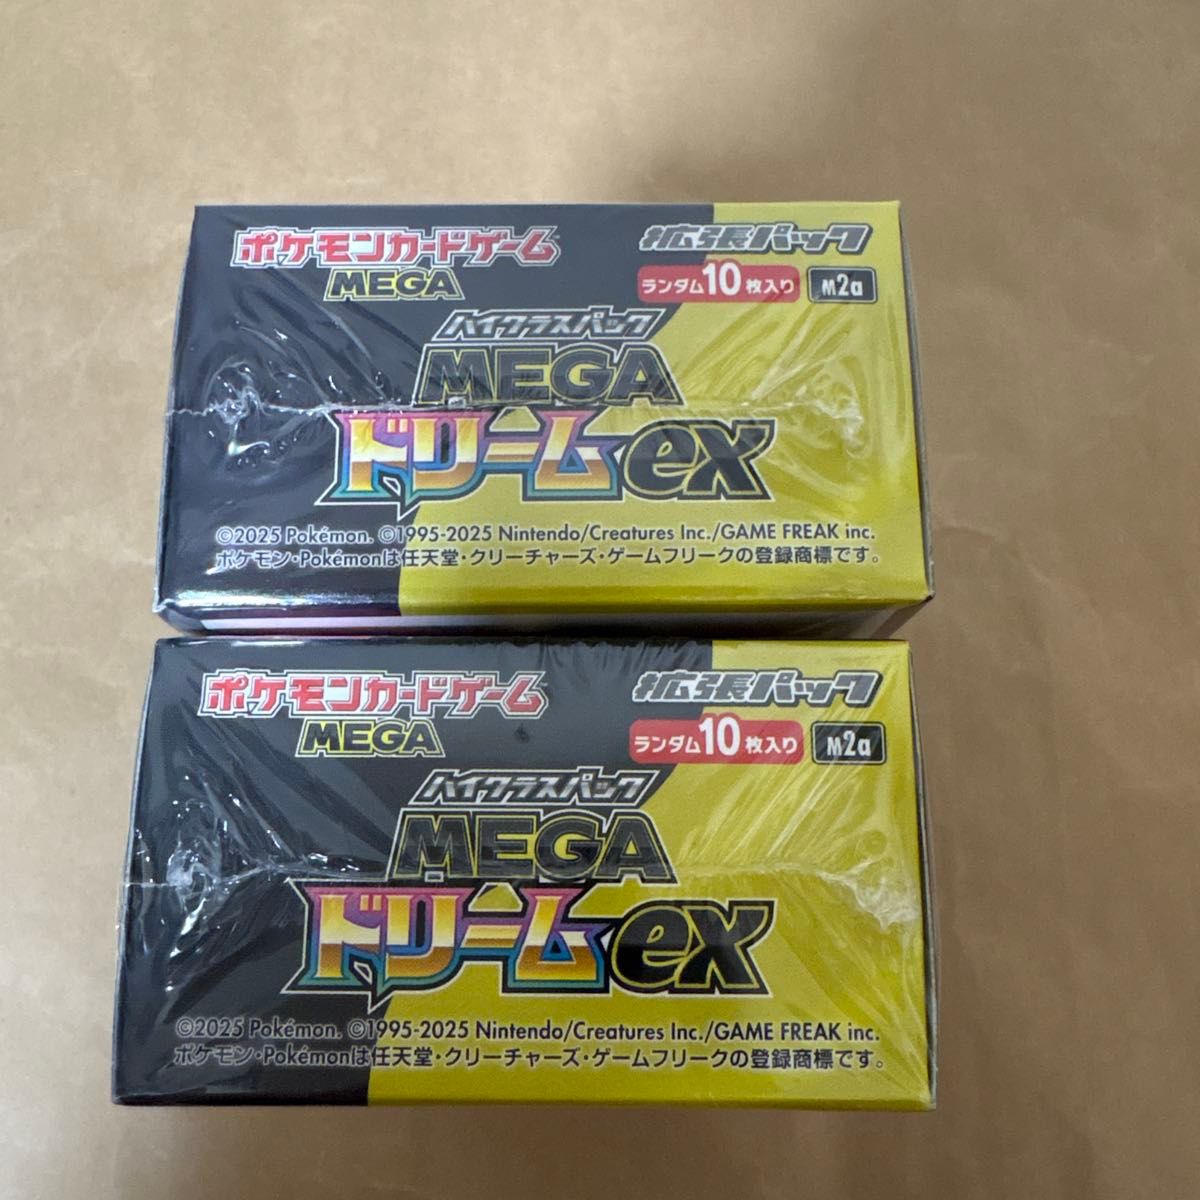 ポケモンカードゲーム
MEGA
拡張パック
ランダム10枚入り M2a
ハイクラスパック
MEGA
ドリームex
©2025 Pokémon. ©1995-2025 Nintendo/Creatures Inc./GAME FREAK inc.
ポケモン・Pokémonは任天堂・クリーチャーズ・ゲームフリークの登録商標です。
ポケモンカードゲーム
MEGA
拡張パック
ランダム10枚入り M2a
ハイクラスパック
MEGA
ドリームex
©2025 Pokémon. ©1995-2025 Nintendo/Creatures Inc./GAME FREAK inc.
ポケモン・Pokémonは任天堂・クリーチャーズ・ゲームフリークの登録商標です。